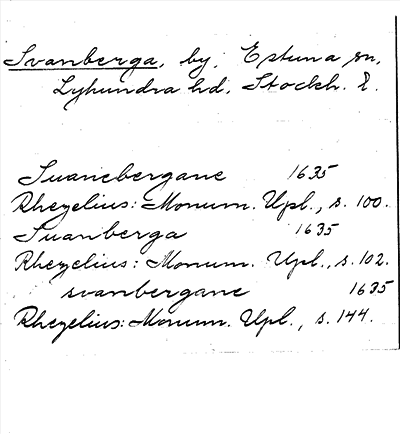 Svanberga, by, Estuna sn,
Lyhundra hd, Stockh. l.
Suanebergane 1635
Rhezelius: Monum. Upl., s. 100.
Suanberga 1635
Rhezelius: Monum. Upl., s. 102.
svanbergane 1635
Rhezelius: Monum. Upl., s. 144.